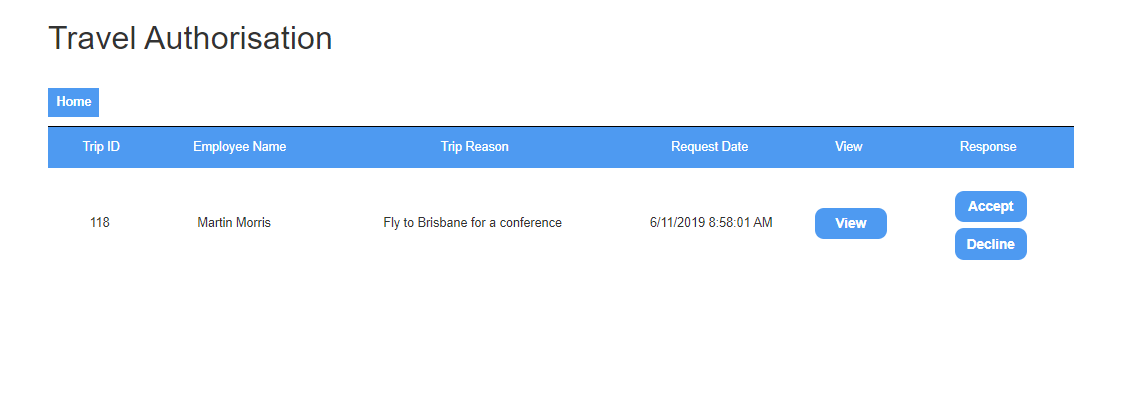 Travel Authorisation
Home
Trip ID Employee Name Trip Reason Request Date View Response
118 Martin Morris Fly to Brisbane for a conference 6/11/2019 8:58:01 AM View Accept
Decline